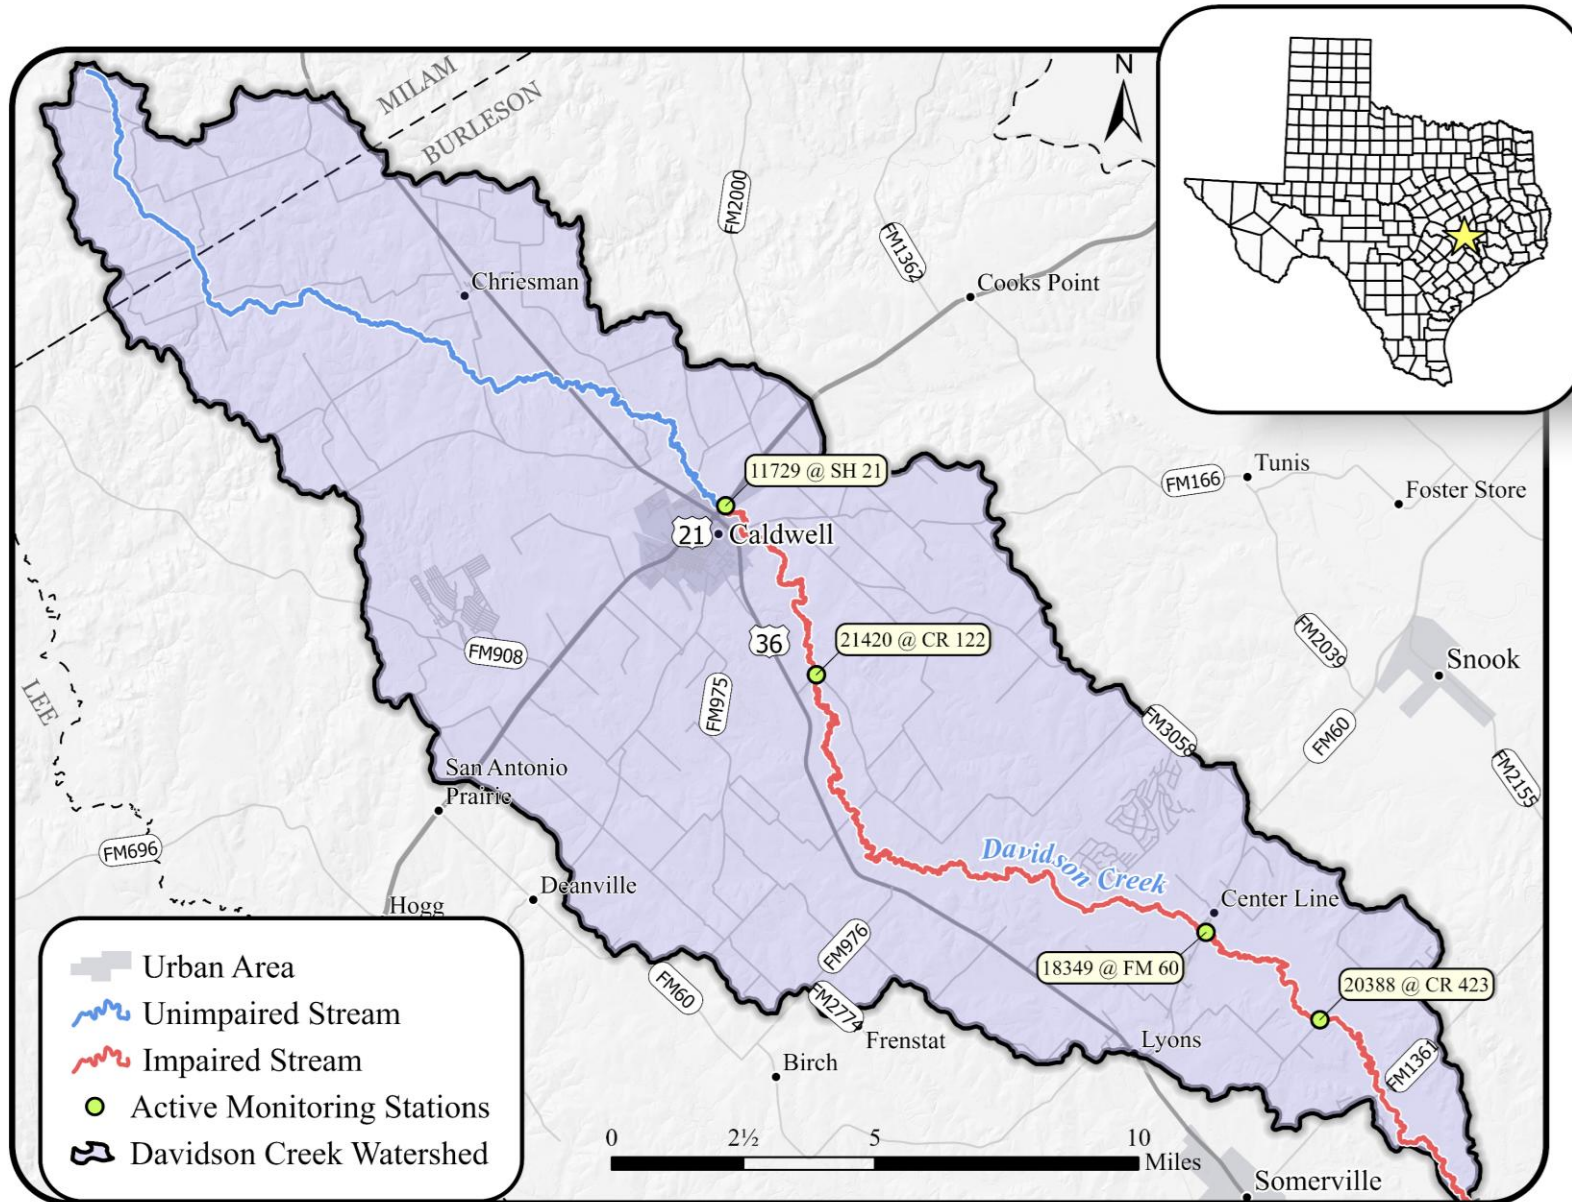 MILAM
BURLESON
N
FM2000
FM1362
Chriesman
Cooks Point
11729 @ SH 21
Tunis
FM166
Foster Store
21
Caldwell
21420 @ CR 122
36
FM908
FM975
FM2039
Snook
LEE
FM3058
FM60
FM2155
San Antonio
Prairie
FM696
Davidson Creek
Deanville
Hogg
Center Line
FM976
18349 @ FM 60
20388 @ CR 423
FM60
FM2774
Frenstat
Lyons
Birch
FM1361
Urban Area
Unimpaired Stream
Impaired Stream
Active Monitoring Stations
Davidson Creek Watershed
0 2½ 5 10
Miles
Somerville